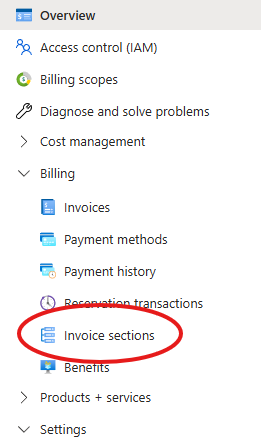 Overview
Access control (IAM)
Billing scopes
Diagnose and solve problems
Cost management
Billing
Invoices
Payment methods
Payment history
Reservation transactions
Invoice sections
Benefits
Products + services
Settings